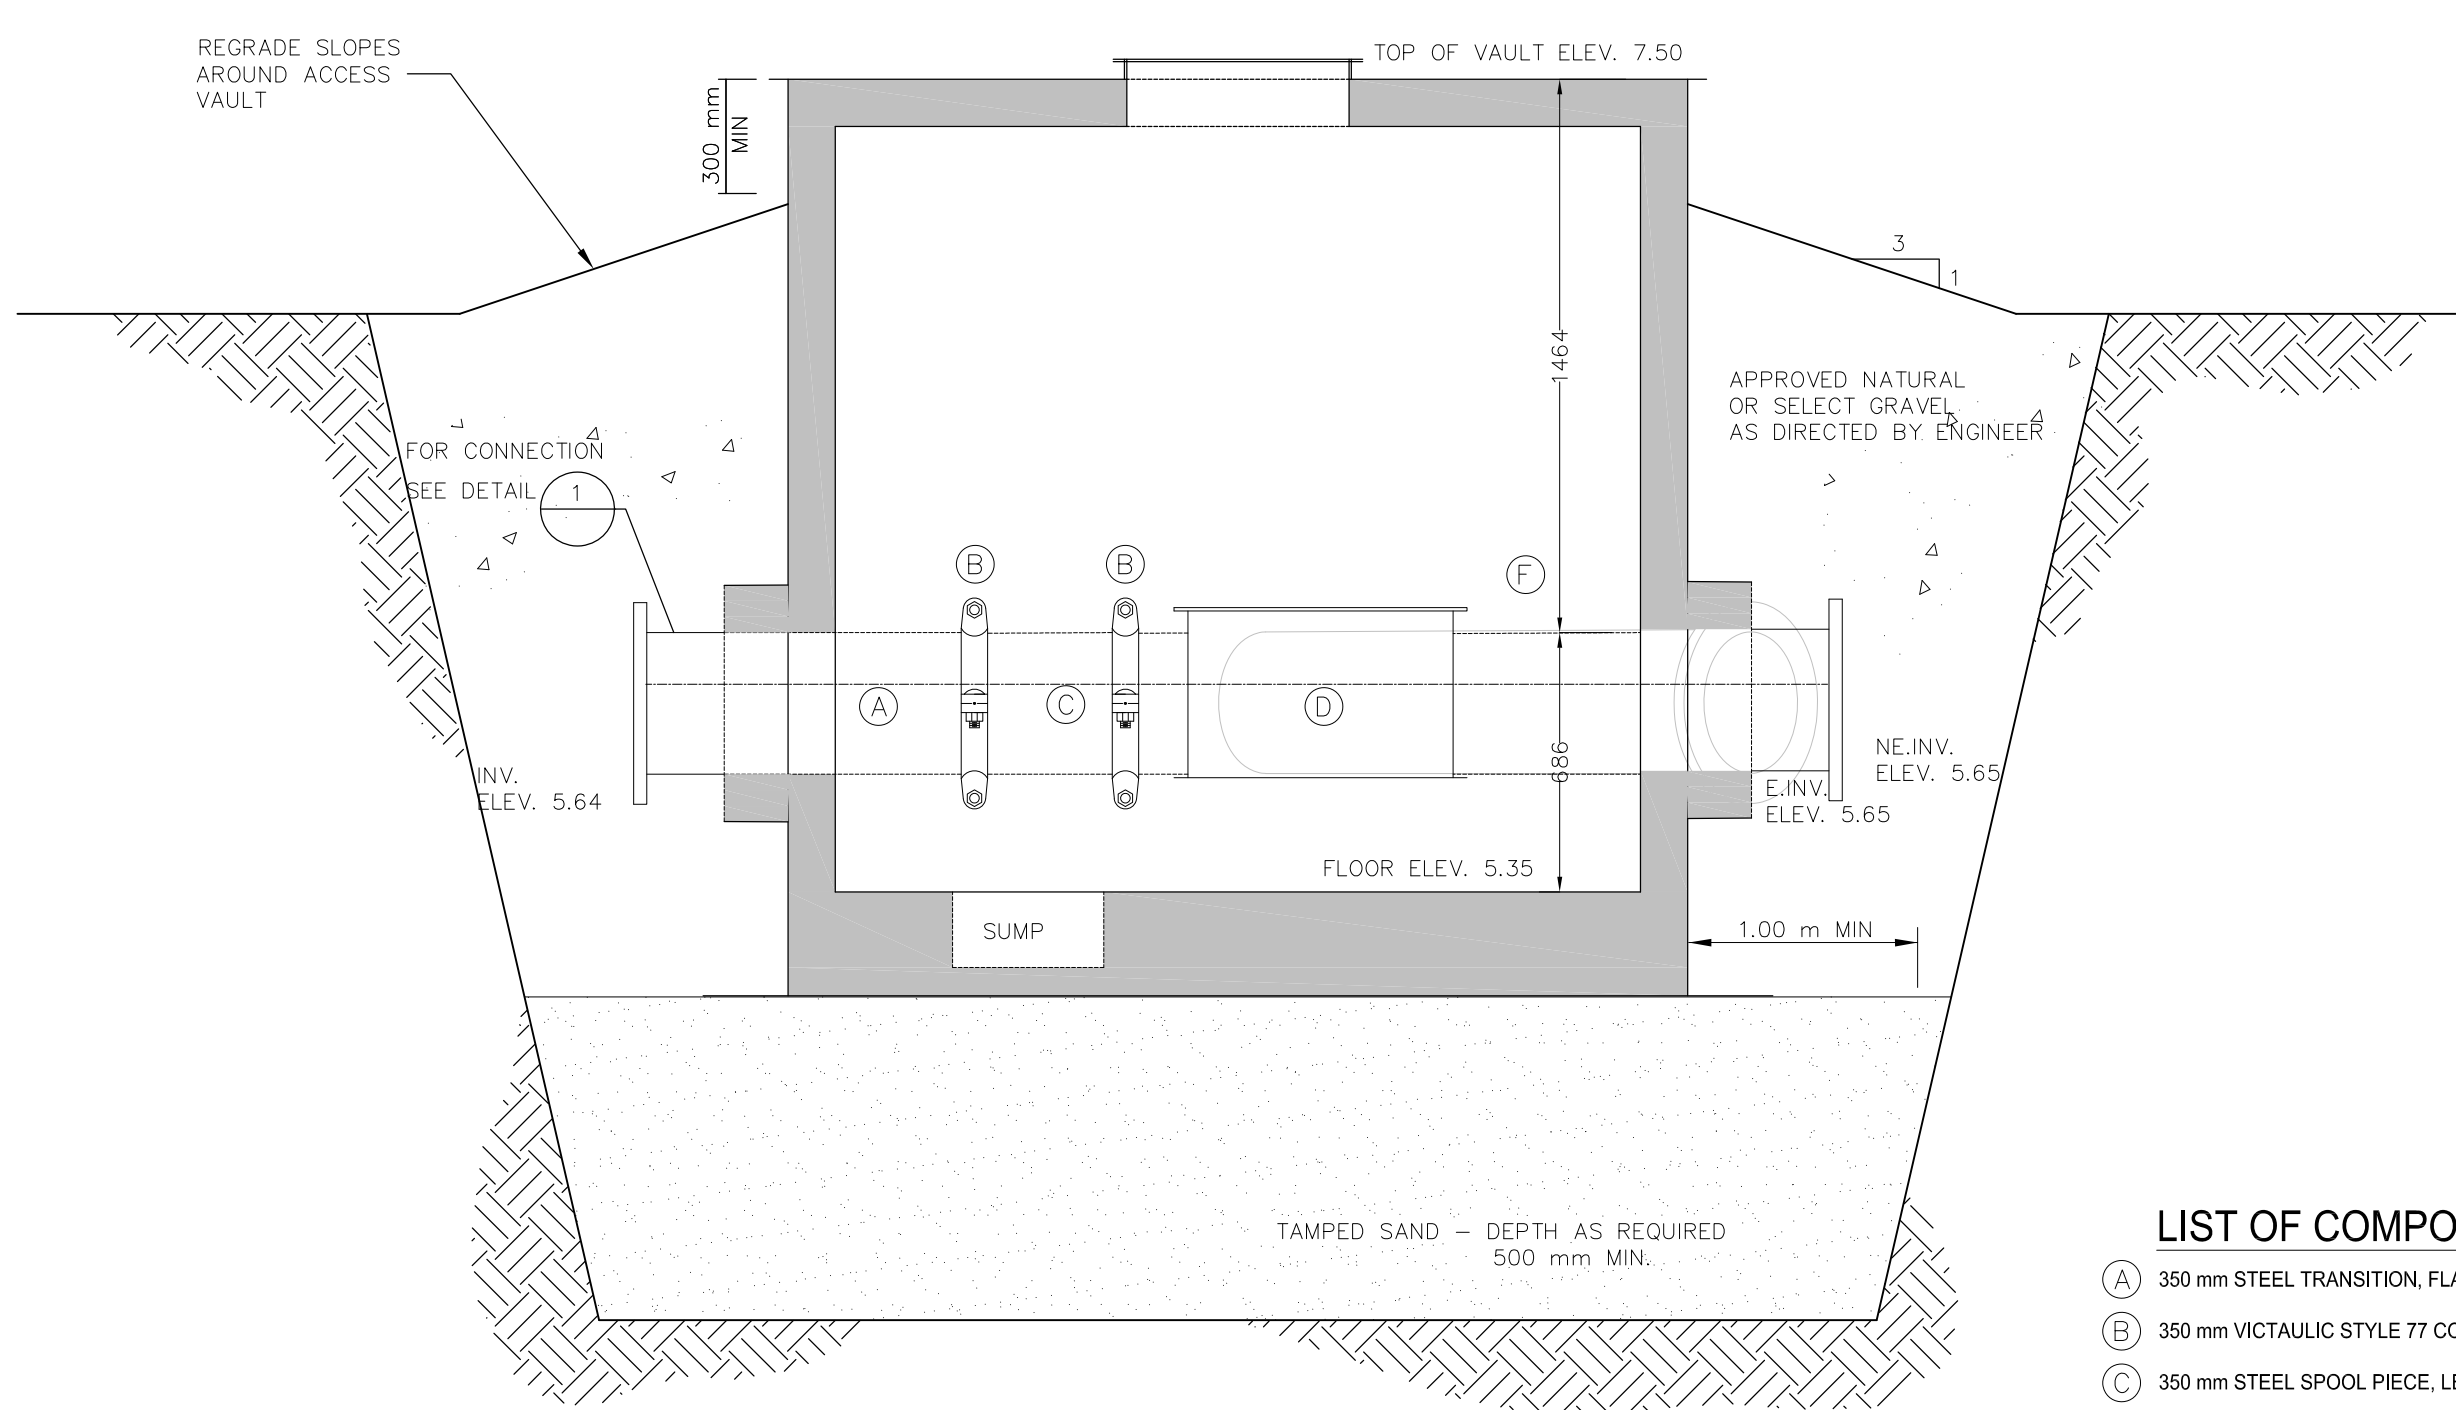 REGRADE SLOPES
AROUND ACCESS
VAULT
TOP OF VAULT ELEV. 7.50
300 mm
MIN
3
1
1464
APPROVED NATURAL
OR SELECT GRAVEL
AS DIRECTED BY ENGINEER
FOR CONNECTION
SEE DETAIL 1
B
B
F
A
C
D
686
INV.
ELEV. 5.64
NE.INV.
ELEV. 5.65
E.INV.
ELEV. 5.65
FLOOR ELEV. 5.35
SUMP
1.00 m MIN
TAMPED SAND – DEPTH AS REQUIRED
500 mm MIN.
LIST OF COMPO
A 350 mm STEEL TRANSITION, FLA
B 350 mm VICTAULIC STYLE 77 CO
C 350 mm STEEL SPOOL PIECE, LE